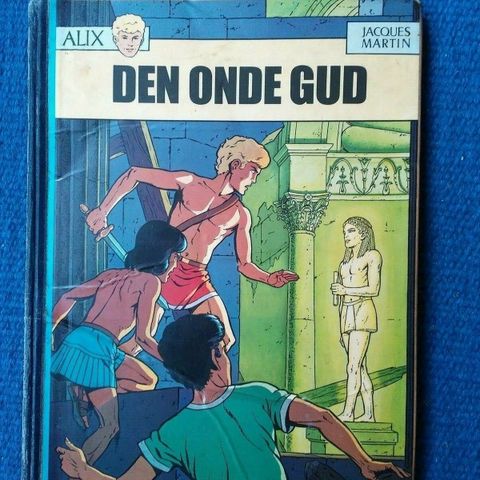 ALIX
JACQUES
MARTIN
DEN ONDE GUD